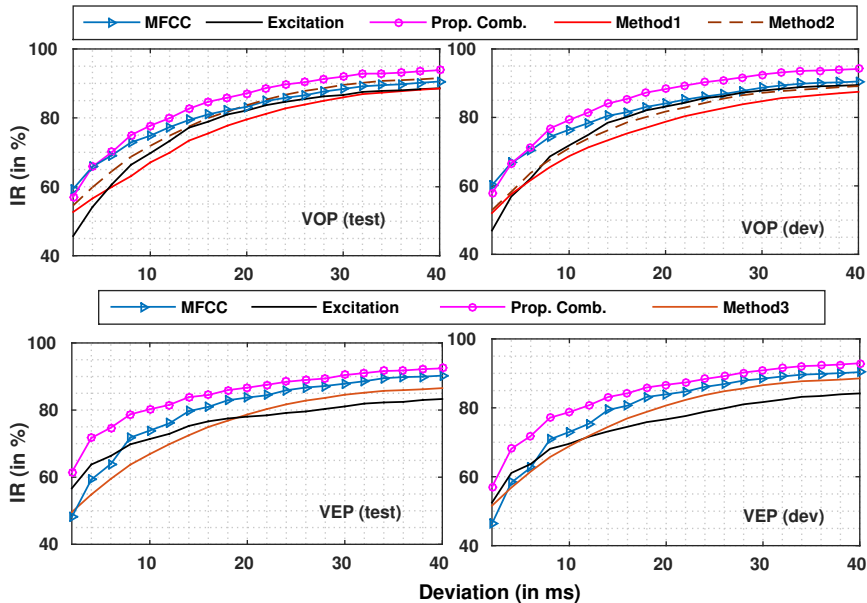 MFCC Excitation Prop. Comb. Method1 Method2
100
80
60
40
IR (in %)
VOP (test)
10 20 30 40
100
80
60
40
VOP (dev)
10 20 30 40
MFCC Excitation Prop. Comb. Method3
100
80
60
40
IR (in %)
VEP (test)
10 20 30 40
100
80
60
40
VEP (dev)
10 20 30 40
Deviation (in ms)